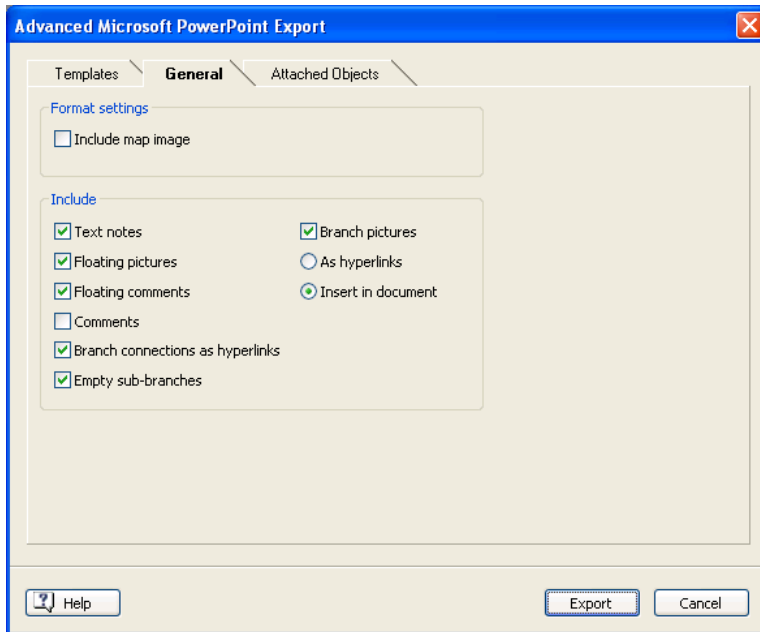 Advanced Microsoft PowerPoint Export
Templates General Attached Objects
Format settings
Include map image
Include
Text notes
Floating pictures
Floating comments
Comments
Branch connections as hyperlinks
Empty sub-branches
Branch pictures
As hyperlinks
Insert in document
Help Export Cancel